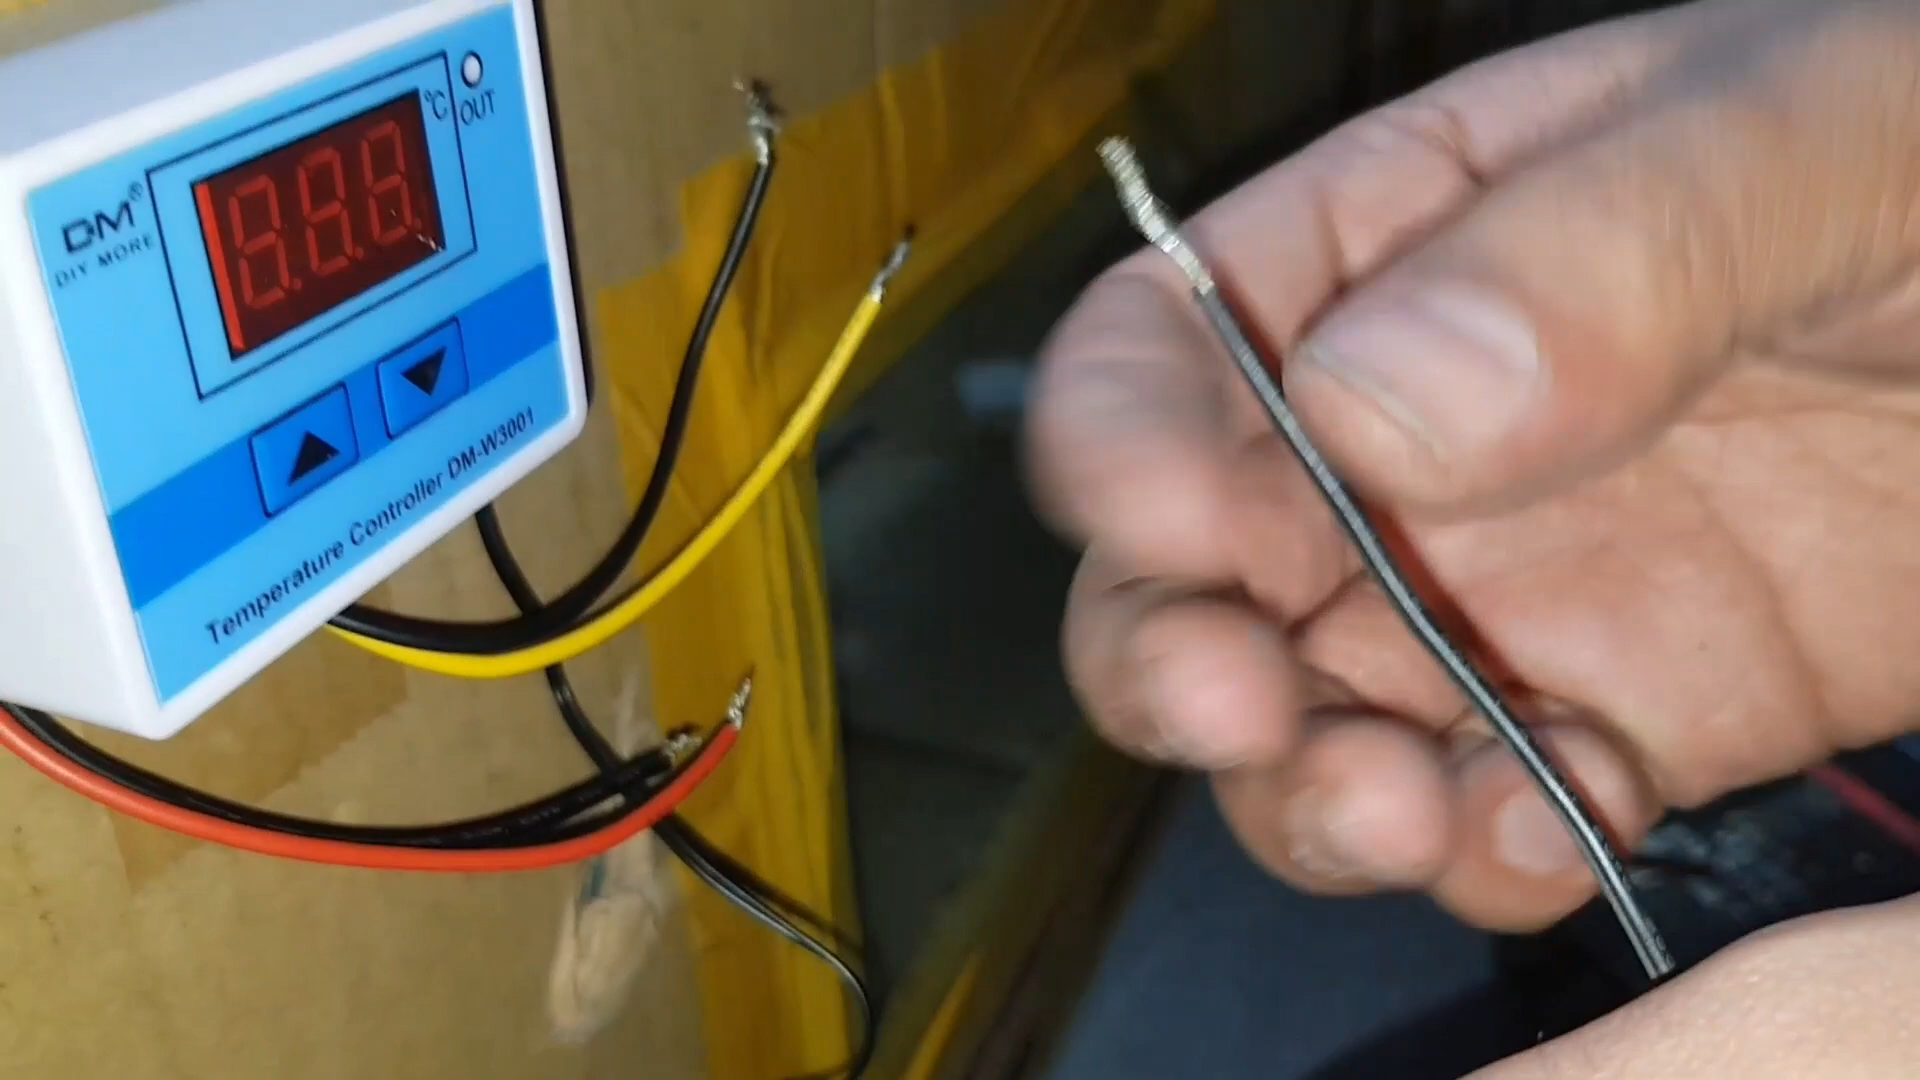 DM®
DIY MORE
°C
OUT
Temperature Controller DM-W3001